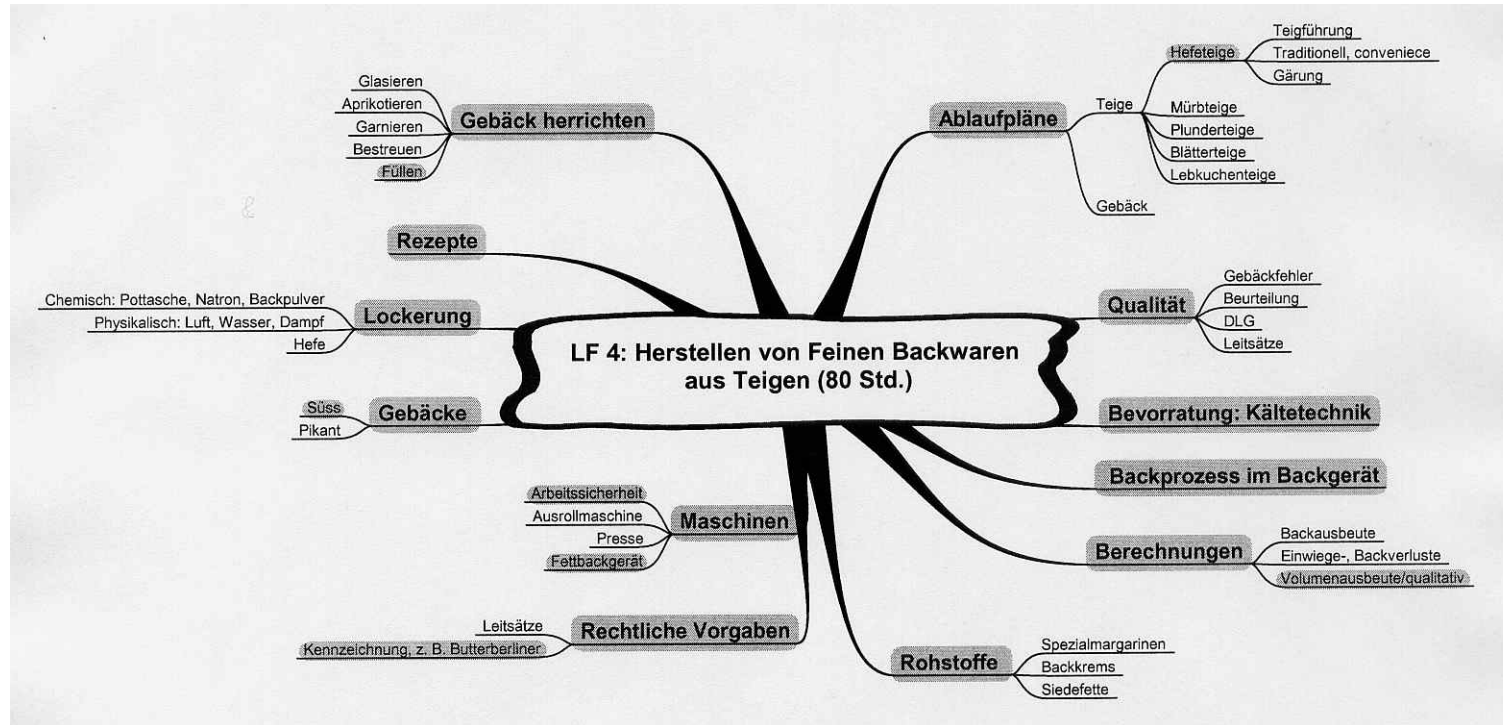 LF 4: Herstellen von Feinen Backwaren
aus Teigen (80 Std.)
Gebäck herrichten
Glasieren
Aprikotieren
Garnieren
Bestreuen
Füllen
Rezepte
Lockerung
Chemisch: Pottasche, Natron, Backpulver
Physikalisch: Luft, Wasser, Dampf
Hefe
Gebäcke
Süss
Pikant
Maschinen
Arbeitssicherheit
Ausrollmaschine
Presse
Fettbackgerät
Rechtliche Vorgaben
Leitsätze
Kennzeichnung, z. B. Butterberliner
Ablaufpläne
Teige
Hefeteige
Teigführung
Traditionell, conveniece
Gärung
Mürbteige
Plunderteige
Blätterteige
Lebkuchenteige
Gebäck
Qualität
Gebäckfehler
Beurteilung
DLG
Leitsätze
Bevorratung: Kältetechnik
Backprozess im Backgerät
Berechnungen
Backausbeute
Einwiege-, Backverluste
Volumenausbeute/qualitativ
Rohstoffe
Spezialmargarinen
Backkrems
Siedefette